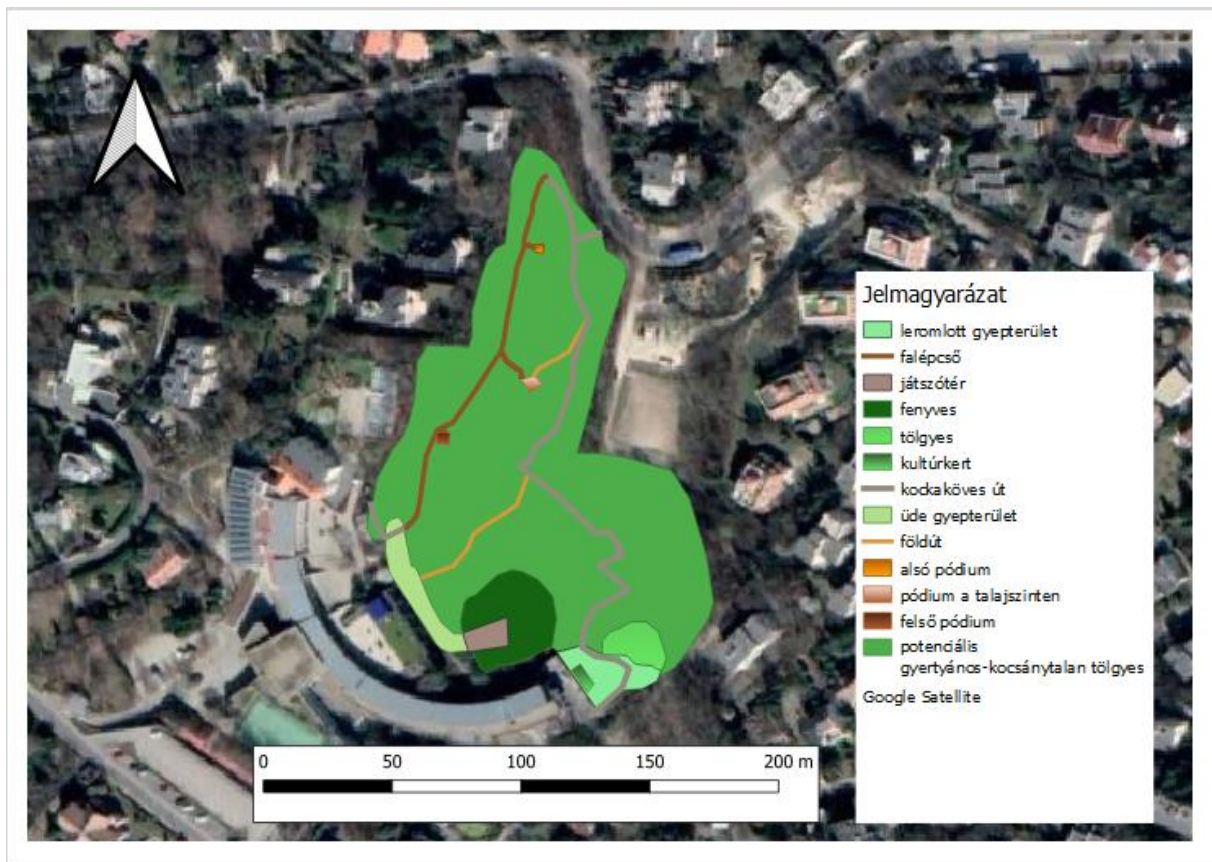 Jelmagyarázat
leromlott gyepterület
falépcső
játszótér
fenyves
tölgyes
kultúrkert
kockaköves út
üde gyepterület
földút
alsó pódium
pódium a talajszinten
felső pódium
potenciális
gyertyános-kocsánytalan tölgyes
Google Satellite
0 50 100 150 200 m